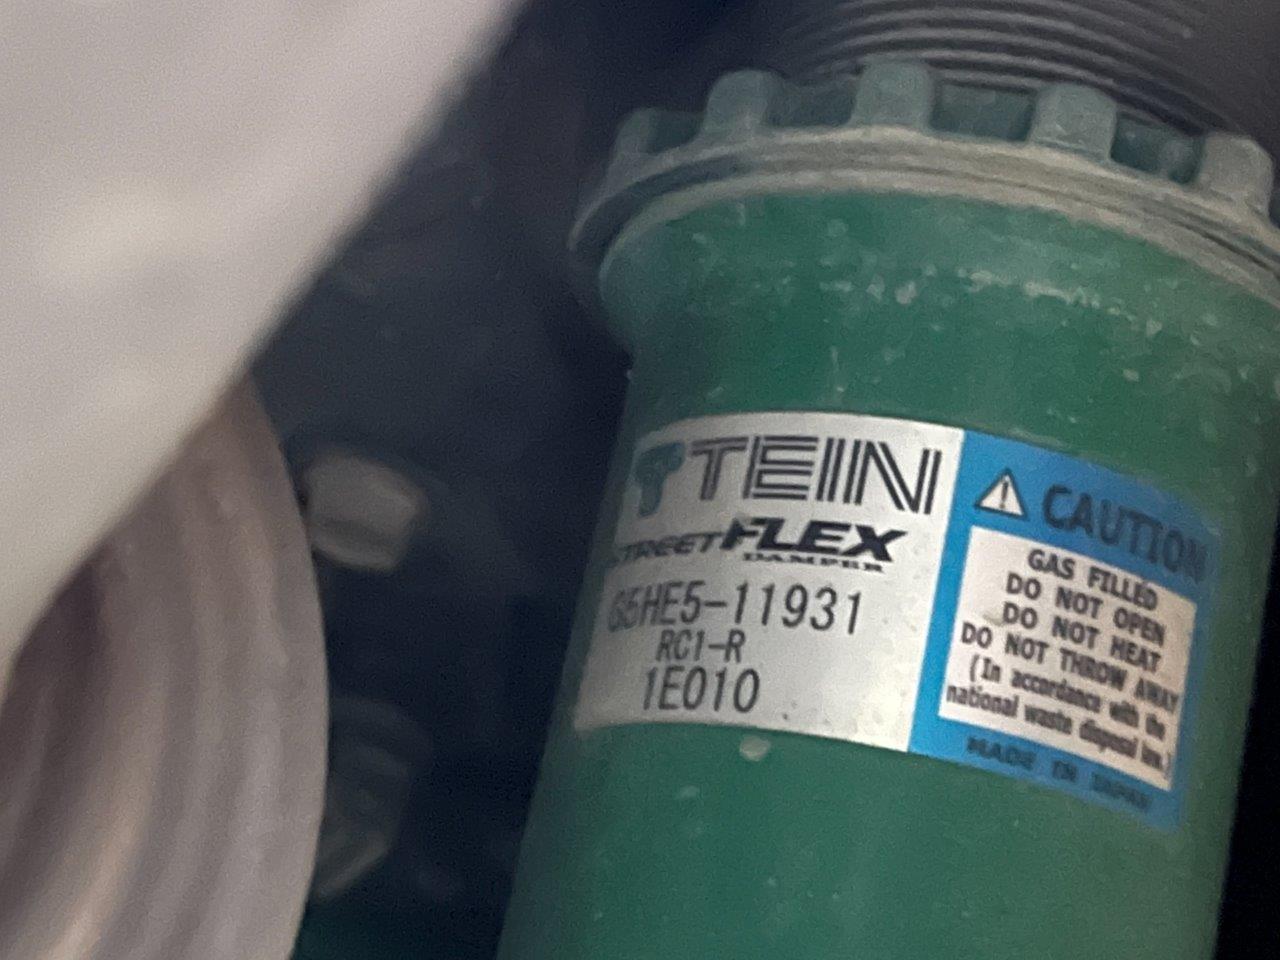 TEIN
STREET FLEX
DAMPER
G5HE5-11931
RC1-R
1E010
CAUTION
GAS FILLED
DO NOT OPEN
DO NOT HEAT
DO NOT THROW AWAY
(In accordance with the
national waste disposal law.)
MADE IN JAPAN